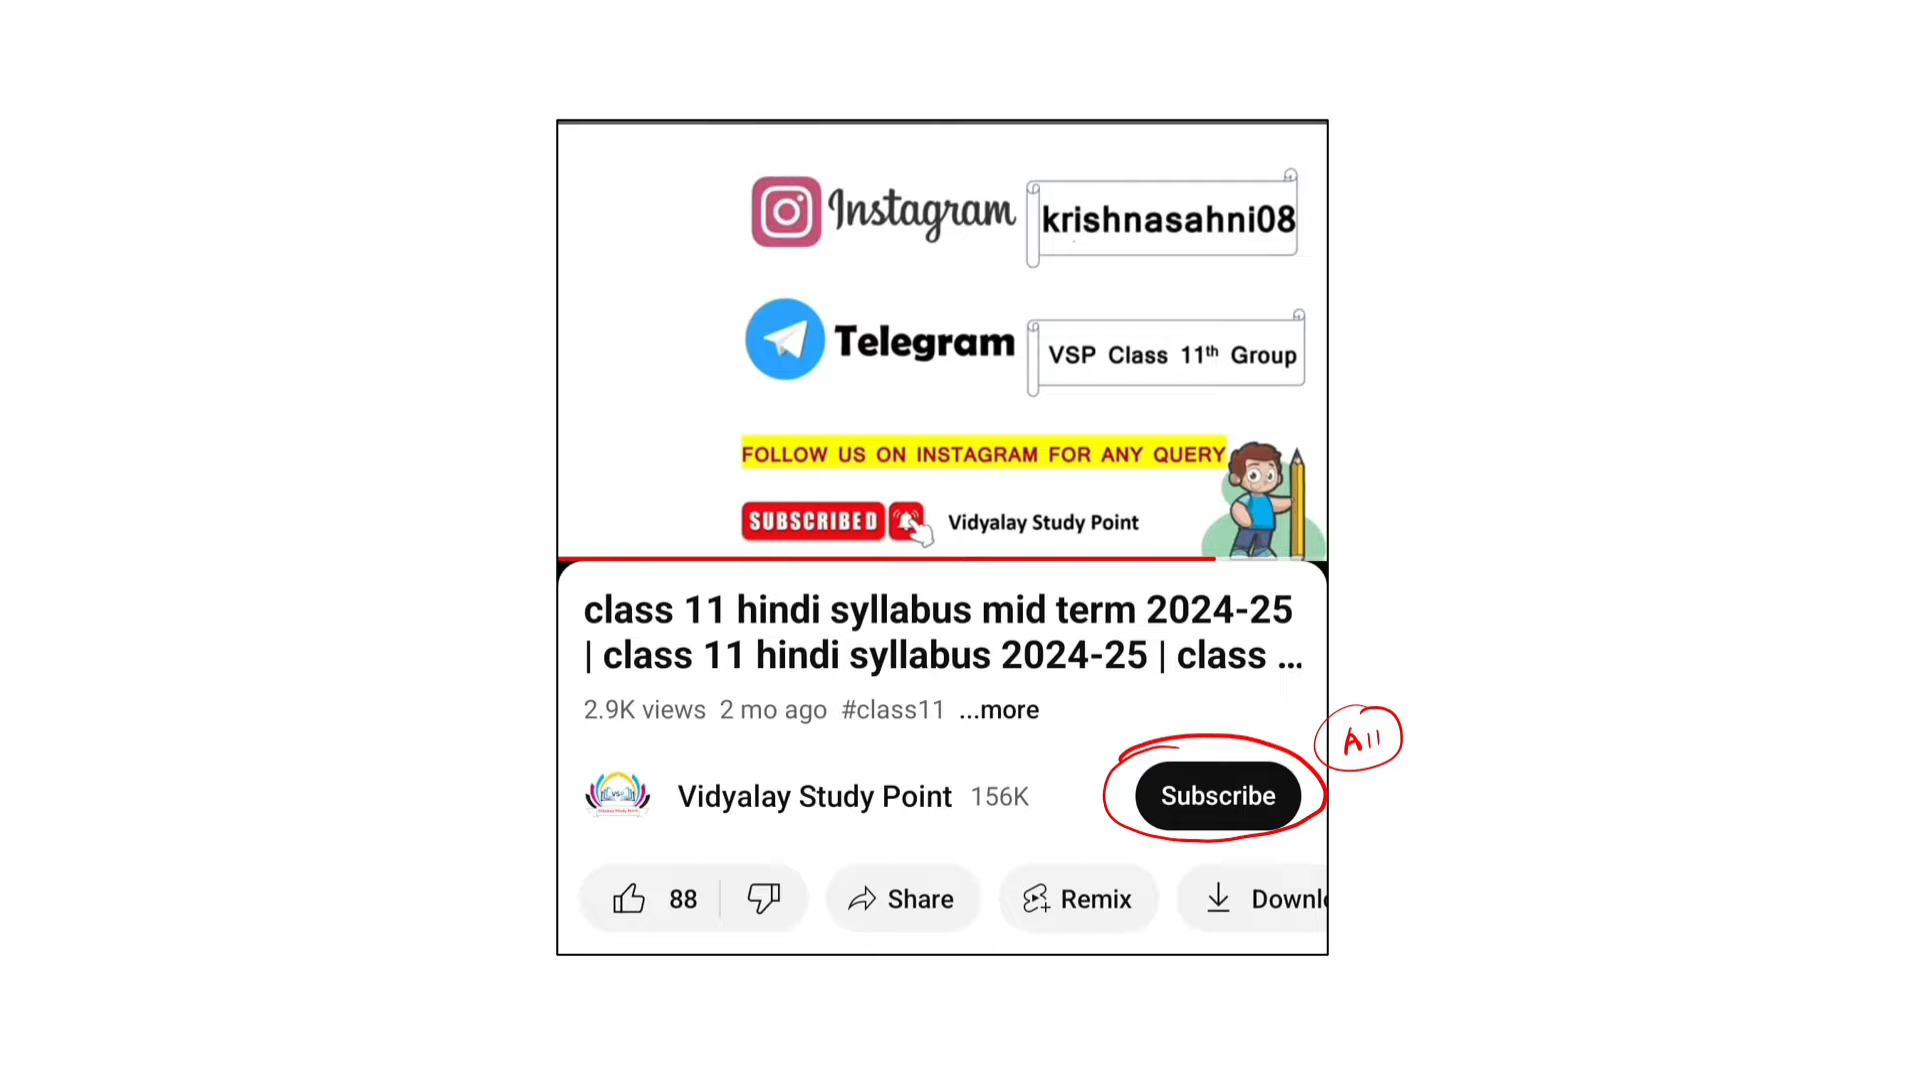 Instagram krishnasahni08
Telegram VSP Class 11th Group
FOLLOW US ON INSTAGRAM FOR ANY QUERY
SUBSCRIBED Vidyalay Study Point
class 11 hindi syllabus mid term 2024-25
| class 11 hindi syllabus 2024-25 | class ...
2.9K views 2 mo ago #class11 ...more
All
VSP Vidyalay Study Point 156K Subscribe
88 Share Remix Downlo